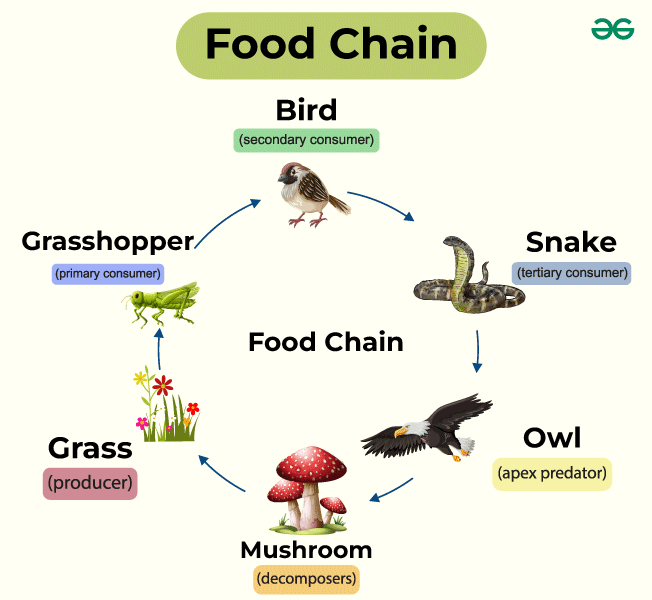 Food Chain
Bird
(secondary consumer)
Grasshopper
(primary consumer)
Snake
(tertiary consumer)
Food Chain
Grass
(producer)
Owl
(apex predator)
Mushroom
(decomposers)